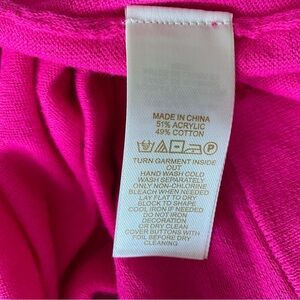 MADE IN CHINA
51% ACRYLIC
49% COTTON
P
TURN GARMENT INSIDE
OUT
HAND WASH COLD
WASH SEPARATELY
ONLY NON-CHLORINE
BLEACH WHEN NEEDED
LAY FLAT TO DRY
BLOCK TO SHAPE
COOL IRON IF NEEDED
DO NOT IRON
DECORATION
OR DRY CLEAN
COVER BUTTONS WITH
FOIL BEFORE DRY
CLEANING